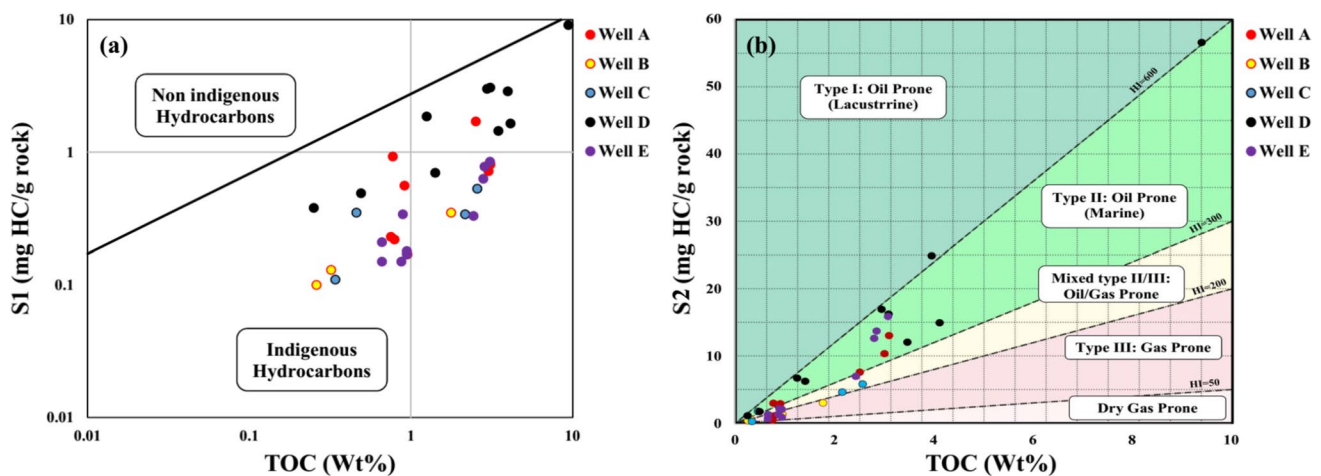 (a)
S1 (mg HC/g rock)
10
1
0.1
0.01
Non indigenous
Hydrocarbons
Indigenous
Hydrocarbons
0.01
0.1
1
10
TOC (Wt%)
Well A
Well B
Well C
Well D
Well E
(b)
S2 (mg HC/g rock)
60
50
40
30
20
10
0
Type I: Oil Prone
(Lacustrrine)
HI=600
Type II: Oil Prone
(Marine)
HI=300
Mixed type II/III:
Oil/Gas Prone
HI=200
Type III: Gas Prone
HI=50
Dry Gas Prone
0
2
4
6
8
10
TOC (Wt%)
Well A
Well B
Well C
Well D
Well E